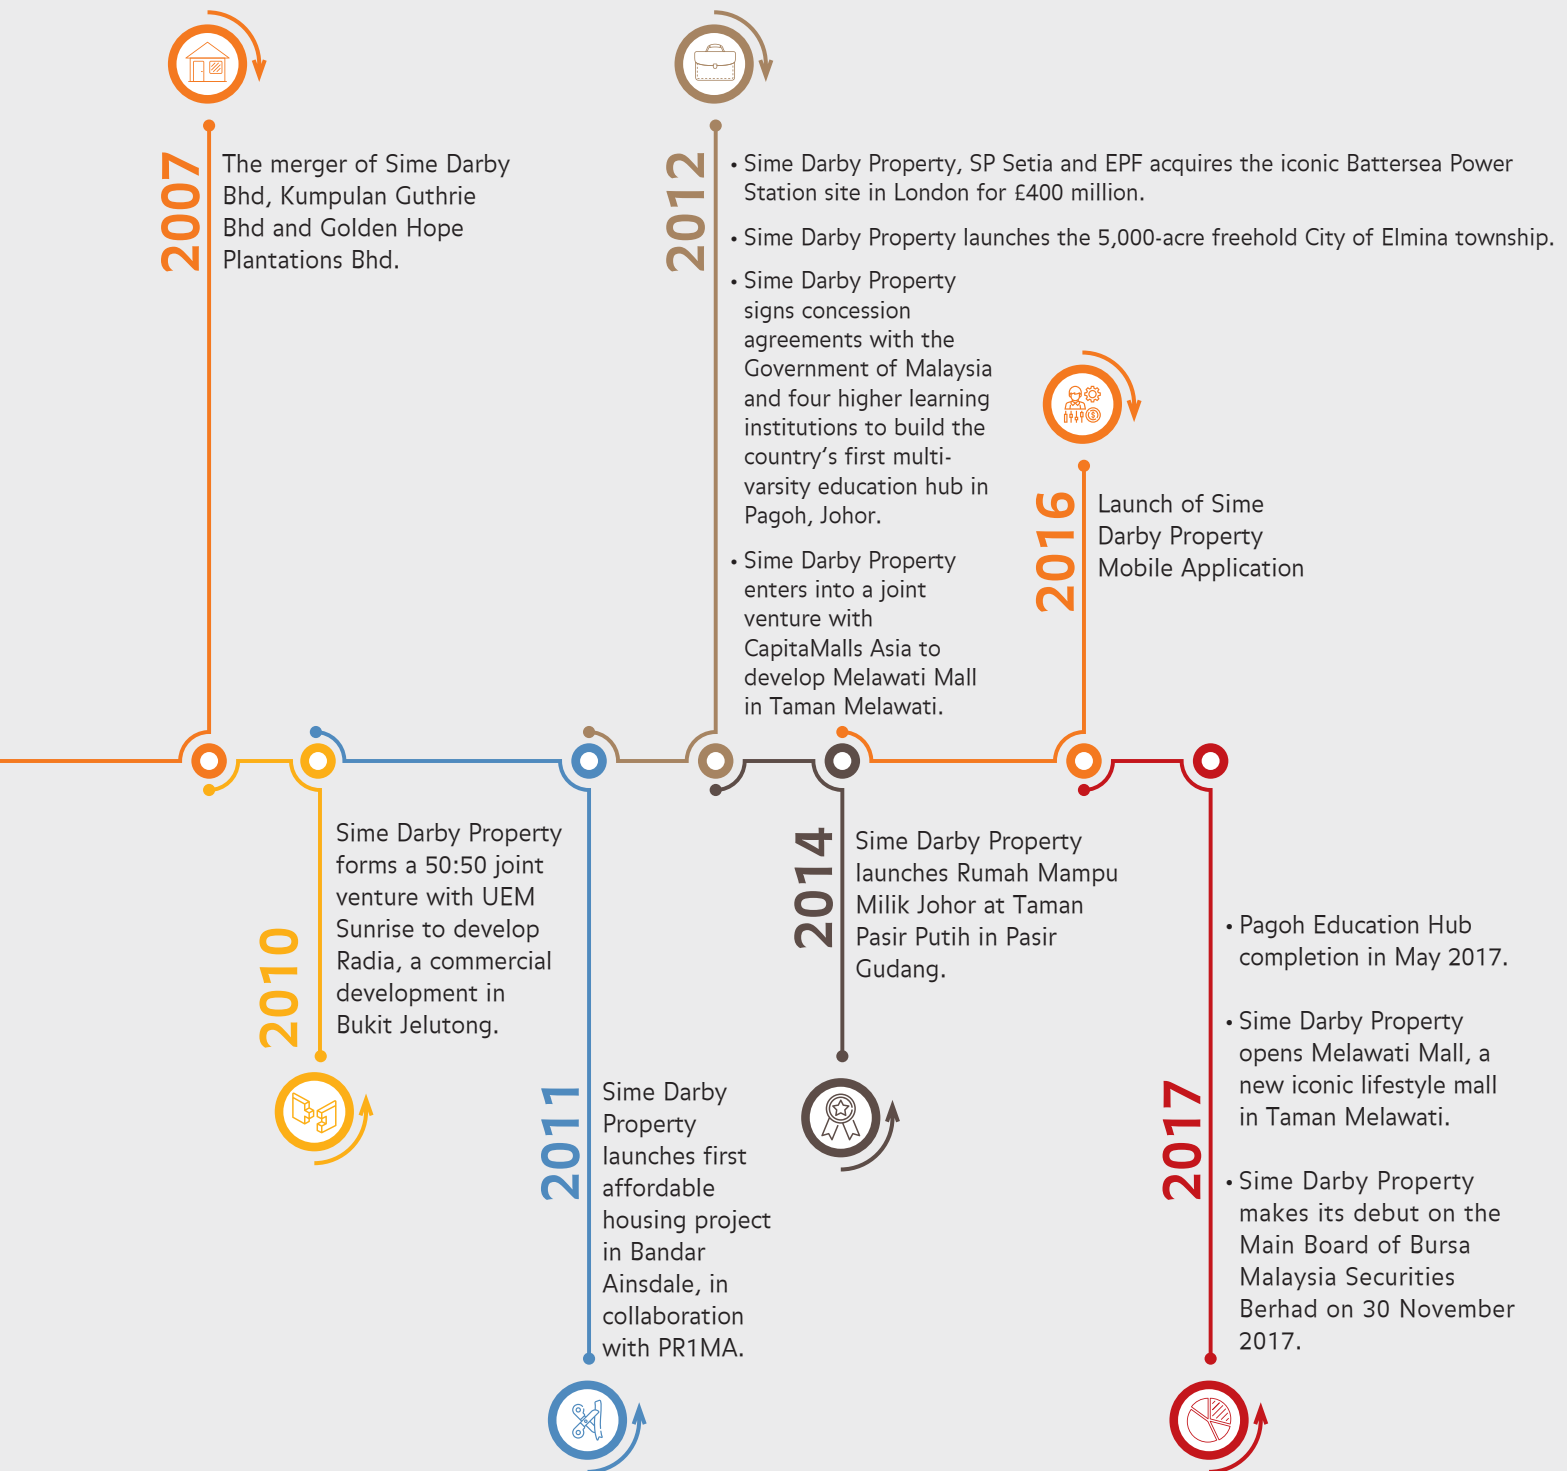 2007
The merger of Sime Darby
Bhd, Kumpulan Guthrie
Bhd and Golden Hope
Plantations Bhd.
2010
Sime Darby Property
forms a 50:50 joint
venture with UEM
Sunrise to develop
Radia, a commercial
development in
Bukit Jelutong.
2011
Sime Darby
Property
launches first
affordable
housing project
in Bandar
Ainsdale, in
collaboration
with PR1MA.
2012
• Sime Darby Property, SP Setia and EPF acquires the iconic Battersea Power
Station site in London for £400 million.
• Sime Darby Property launches the 5,000-acre freehold City of Elmina township.
• Sime Darby Property
signs concession
agreements with the
Government of Malaysia
and four higher learning
institutions to build the
country's first multi-
varsity education hub in
Pagoh, Johor.
• Sime Darby Property
enters into a joint
venture with
CapitaMalls Asia to
develop Melawati Mall
in Taman Melawati.
2014
Sime Darby Property
launches Rumah Mampu
Milik Johor at Taman
Pasir Putih in Pasir
Gudang.
2016
Launch of Sime
Darby Property
Mobile Application
2017
• Pagoh Education Hub
completion in May 2017.
• Sime Darby Property
opens Melawati Mall, a
new iconic lifestyle mall
in Taman Melawati.
• Sime Darby Property
makes its debut on the
Main Board of Bursa
Malaysia Securities
Berhad on 30 November
2017.